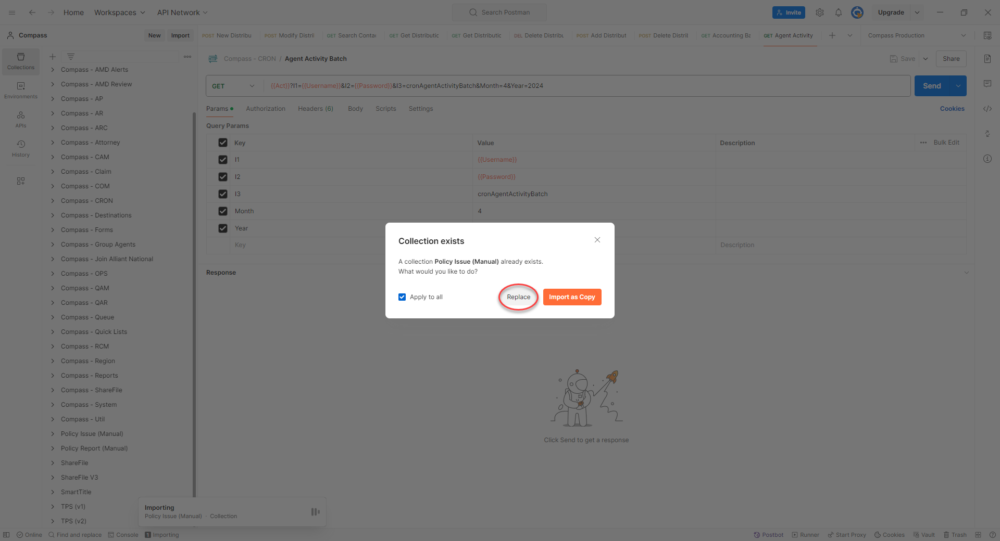 Home Workspaces API Network Search Postman Invite Upgrade
Compass New Import POST New Distribu POST Modify Distri GET Search Conta GET Get Distributic GET Get Distributic DEL Delete Distribu POST Add Distribut POST Delete Distril GET Accounting Ba GET Agent Activity Compass Production
Collections
Environments
APIs
History
Compass - AMD Alerts
Compass - AMD Review
Compass - AP
Compass - AR
Compass - ARC
Compass - Attorney
Compass - CAM
Compass - Claim
Compass - COM
Compass - CRON
Compass - Destinations
Compass - Forms
Compass - Group Agents
Compass - Join Alliant National
Compass - OPS
Compass - QAM
Compass - QAR
Compass - Queue
Compass - Quick Lists
Compass - RCM
Compass - Region
Compass - Reports
Compass - ShareFile
Compass - System
Compass - Util
Policy Issue (Manual)
Policy Report (Manual)
ShareFile
ShareFile V3
SmartTitle
TPS (v1)
TPS (v2)
HTTP Compass - CRON / Agent Activity Batch Save Share
GET {{Act}}?I1={{Username}}&I2={{Password}}&I3=cronAgentActivityBatch&Month=4&Year=2024 Send
Params Authorization Headers (6) Body Scripts Settings Cookies
Query Params
Key Value Description Bulk Edit
I1 {{Username}}
I2 {{Password}}
I3 cronAgentActivityBatch
Month 4
Year
Key Description
Response
Collection exists
A collection Policy Issue (Manual) already exists.
What would you like to do?
Apply to all Replace Import as Copy
Click Send to get a response
Importing
Policy Issue (Manual) · Collection
Online Find and replace Console 1 Importing Postbot Runner Start Proxy Cookies Vault Trash